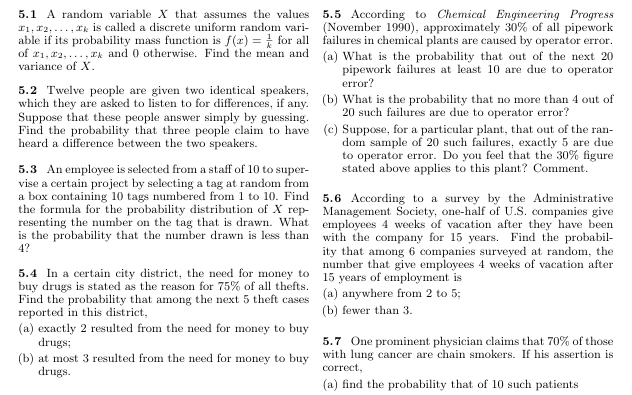 5.1 A random variable X that assumes the values
x₁, x₂, . . . , xₖ is called a discrete uniform random vari-
able if its probability mass function is f(x) = 1/k for all
of x₁, x₂, . . . , xₖ and 0 otherwise. Find the mean and
variance of X.
5.2 Twelve people are given two identical speakers,
which they are asked to listen to for differences, if any.
Suppose that these people answer simply by guessing.
Find the probability that three people claim to have
heard a difference between the two speakers.
5.3 An employee is selected from a staff of 10 to super-
vise a certain project by selecting a tag at random from
a box containing 10 tags numbered from 1 to 10. Find
the formula for the probability distribution of X rep-
resenting the number on the tag that is drawn. What
is the probability that the number drawn is less than
4?
5.4 In a certain city district, the need for money to
buy drugs is stated as the reason for 75% of all thefts.
Find the probability that among the next 5 theft cases
reported in this district,
(a) exactly 2 resulted from the need for money to buy
drugs;
(b) at most 3 resulted from the need for money to buy
drugs.
5.5 According to Chemical Engineering Progress
(November 1990), approximately 30% of all pipework
failures in chemical plants are caused by operator error.
(a) What is the probability that out of the next 20
pipework failures at least 10 are due to operator
error?
(b) What is the probability that no more than 4 out of
20 such failures are due to operator error?
(c) Suppose, for a particular plant, that out of the ran-
dom sample of 20 such failures, exactly 5 are due
to operator error. Do you feel that the 30% figure
stated above applies to this plant? Comment.
5.6 According to a survey by the Administrative
Management Society, one-half of U.S. companies give
employees 4 weeks of vacation after they have been
with the company for 15 years. Find the probabil-
ity that among 6 companies surveyed at random, the
number that give employees 4 weeks of vacation after
15 years of employment is
(a) anywhere from 2 to 5;
(b) fewer than 3.
5.7 One prominent physician claims that 70% of those
with lung cancer are chain smokers. If his assertion is
correct,
(a) find the probability that of 10 such patients